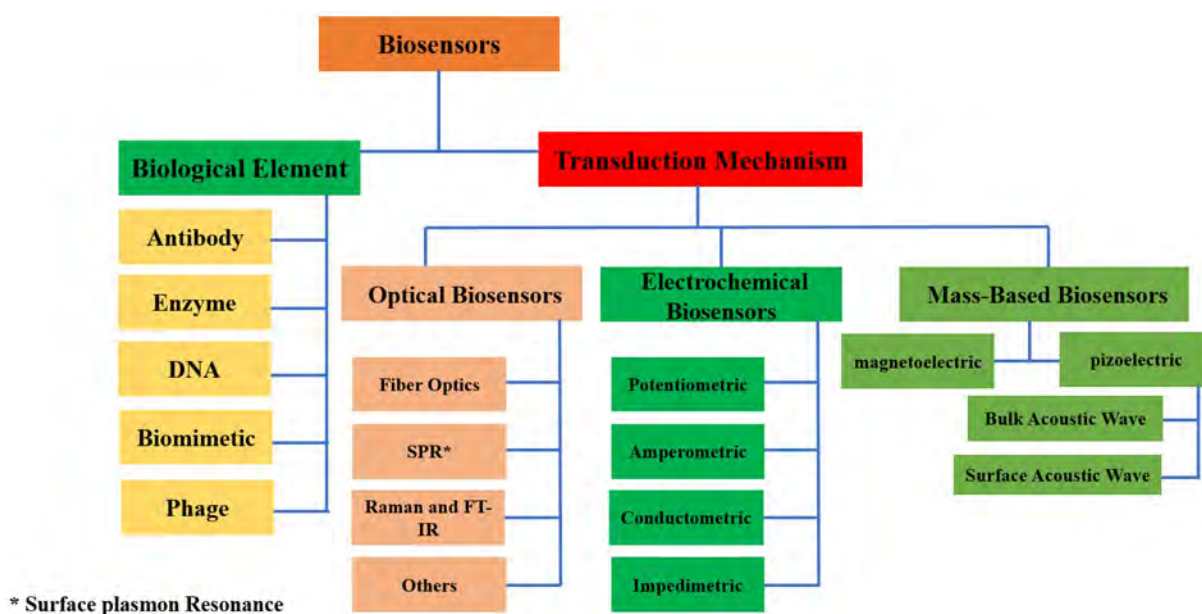 Biosensors
Biological Element
Transduction Mechanism
Antibody
Enzyme
DNA
Biomimetic
Phage
Optical Biosensors
Fiber Optics
SPR*
Raman and FT-
IR
Others
Electrochemical
Biosensors
Potentiometric
Amperometric
Conductometric
Impedimetric
Mass-Based Biosensors
magnetoelectric
pizoelectric
Bulk Acoustic Wave
Surface Acoustic Wave
* Surface plasmon Resonance